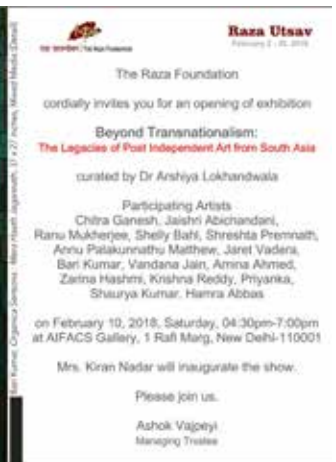 The Raza Foundation
Raza Utsav
The Raza Foundation
cordially invites you for an opening of exhibition
Beyond Transnationalism:
The Legacies of Post Independent Art from South Asia
curated by Dr Arshiya Lokhandwala
Participating Artists
Chitra Ganesh, Jaishri Abichandani,
Ranu Mukherjee, Shelly Bahl, Shreshta Premnath,
Annu Palakunnathu Matthew, Jaret Vadera,
Bari Kumar, Vandana Jain, Amina Ahmed,
Zarina Hashmi, Krishna Reddy, Priyanka,
Shaurya Kumar, Hamra Abbas
on February 10, 2018, Saturday, 04:30pm-7:00pm
at AIFACS Gallery, 1 Rafi Marg, New Delhi-110001
Mrs. Kiran Nadar will inaugurate the show.
Please join us.
Ashok Vajpeyi
Managing Trustee